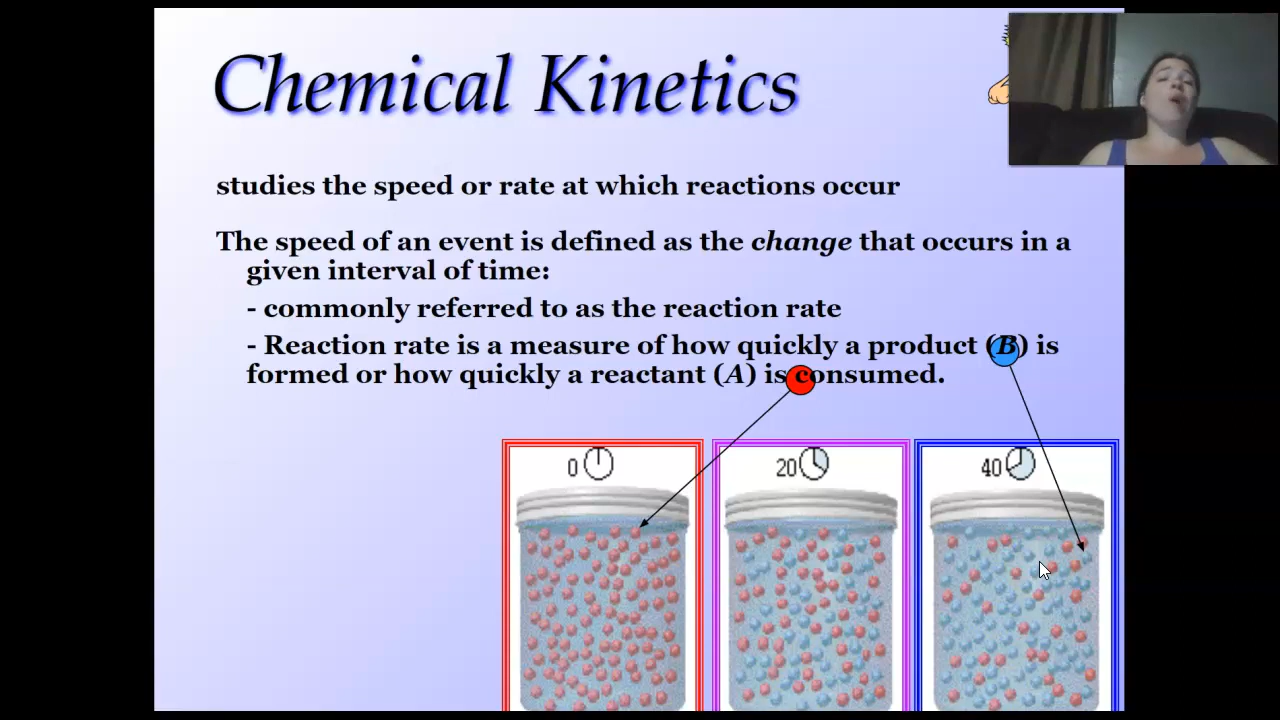 Chemical Kinetics
studies the speed or rate at which reactions occur
The speed of an event is defined as the change that occurs in a
given interval of time:
- commonly referred to as the reaction rate
- Reaction rate is a measure of how quickly a product (B) is
formed or how quickly a reactant (A) is consumed.
0
20
40